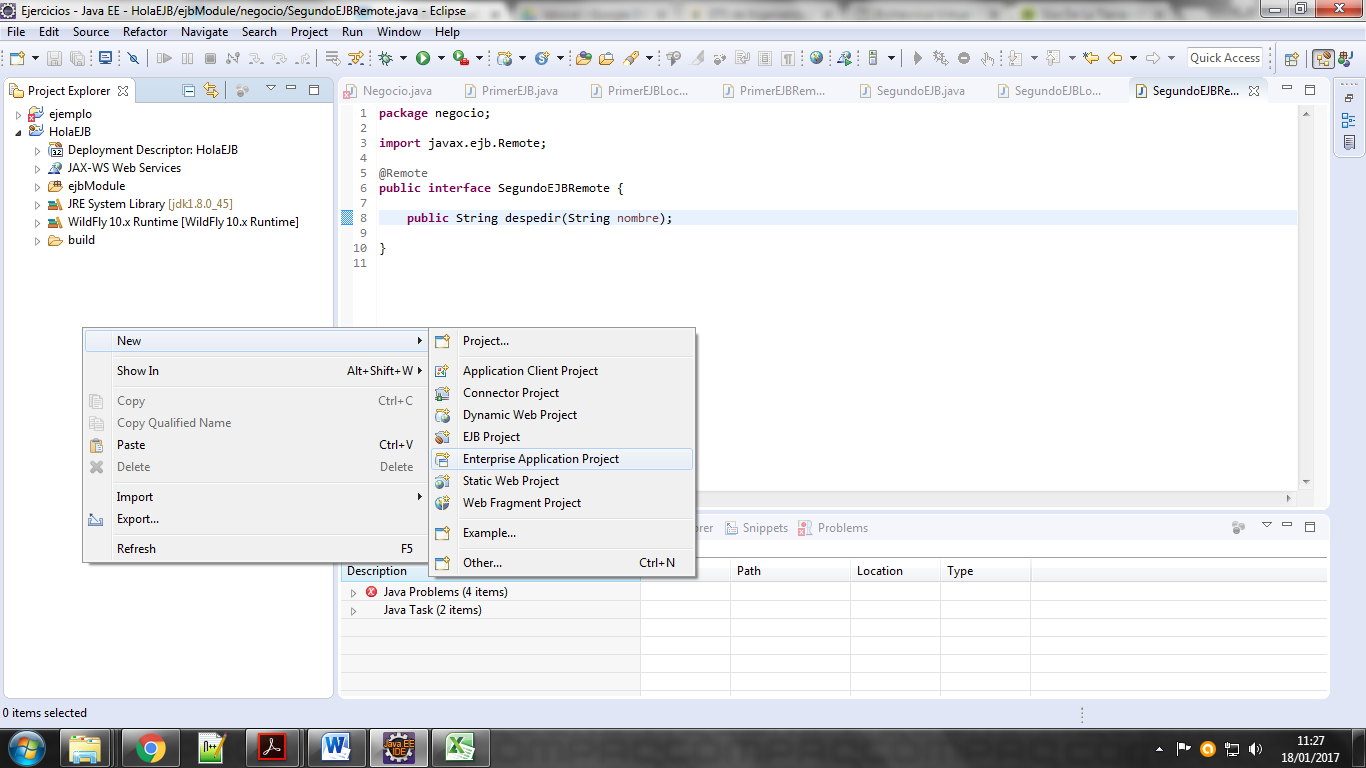 Ejercicios - Java EE - HolaEJB/ejbModule/negocio/SegundoEJBRemote.java - Eclipse
File Edit Source Refactor Navigate Search Project Run Window Help
Quick Access
Project Explorer
ejemplo
HolaEJB
Deployment Descriptor: HolaEJB
JAX-WS Web Services
ejbModule
JRE System Library [jdk1.8.0_45]
WildFly 10.x Runtime [WildFly 10.x Runtime]
build
Negocio.java PrimerEJB.java PrimerEJBLoc... PrimerEJBRem... SegundoEJB.java SegundoEJBLo... SegundoEJBRe...
1 package negocio;
2
3 import javax.ejb.Remote;
4
5 @Remote
6 public interface SegundoEJBRemote {
7
8 public String despedir(String nombre);
9
10 }
11
New
Show In Alt+Shift+W
Copy Ctrl+C
Copy Qualified Name
Paste Ctrl+V
Delete Delete
Import
Export...
Refresh F5
Project...
Application Client Project
Connector Project
Dynamic Web Project
EJB Project
Enterprise Application Project
Static Web Project
Web Fragment Project
Example...
Other... Ctrl+N
rer Snippets Problems
Description Path Location Type
Java Problems (4 items)
Java Task (2 items)
0 items selected
Java EE
IDE
11:27
18/01/2017